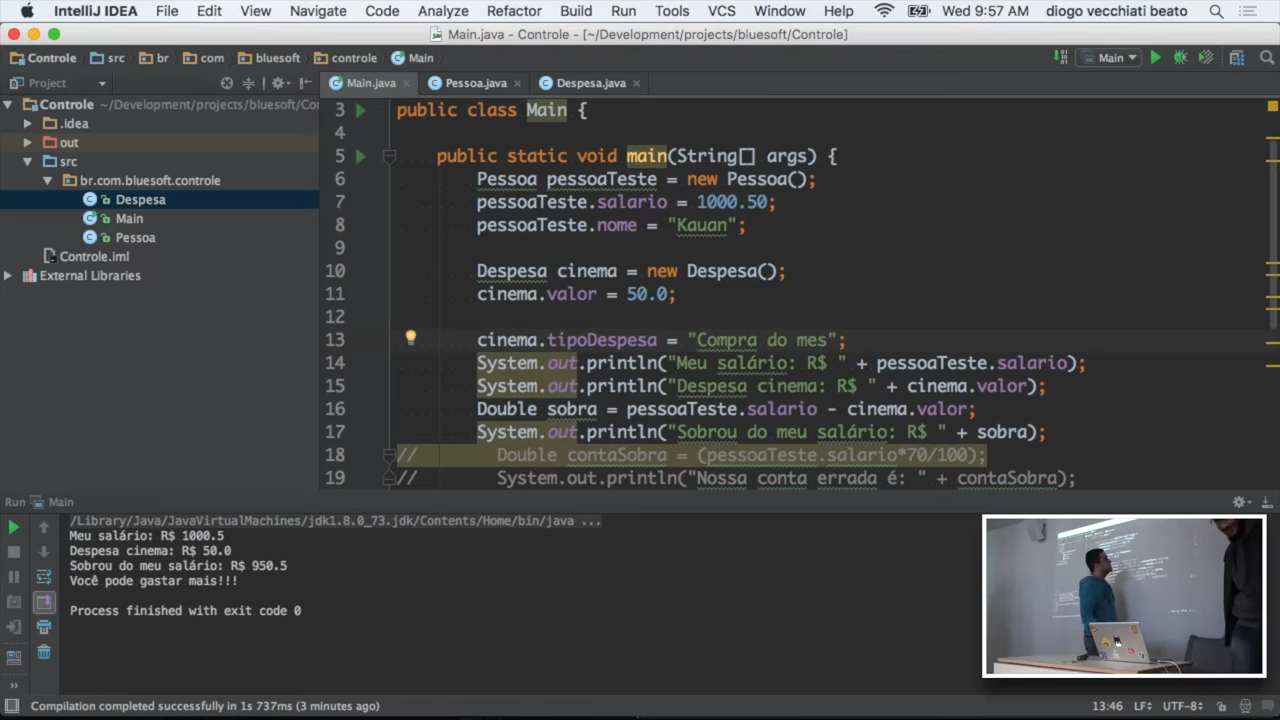 IntelliJ IDEA File Edit View Navigate Code Analyze Refactor Build Run Tools VCS Window Help Wed 9:57 AM diogo vecchiati beato
Main.java - Controle - [~/Development/projects/bluesoft/Controle]
Controle src br com bluesoft controle Main Main
Project
Main.java Pessoa.java Despesa.java
Controle ~/Development/projects/bluesoft/Con
.idea
out
src
br.com.bluesoft.controle
Despesa
Main
Pessoa
Controle.iml
External Libraries
3 public class Main {
4
5 public static void main(String[] args) {
6 Pessoa pessoaTeste = new Pessoa();
7 pessoaTeste.salario = 1000.50;
8 pessoaTeste.nome = "Kauan";
9
10 Despesa cinema = new Despesa();
11 cinema.valor = 50.0;
12
13 cinema.tipoDespesa = "Compra do mes";
14 System.out.println("Meu salário: R$ " + pessoaTeste.salario);
15 System.out.println("Despesa cinema: R$ " + cinema.valor);
16 Double sobra = pessoaTeste.salario - cinema.valor;
17 System.out.println("Sobrou do meu salário: R$ " + sobra);
18 // Double contaSobra = (pessoaTeste.salario*70/100);
19 // System.out.println("Nossa conta errada é: " + contaSobra);
Run Main
/Library/Java/JavaVirtualMachines/jdk1.8.0_73.jdk/Contents/Home/bin/java ...
Meu salário: R$ 1000.5
Despesa cinema: R$ 50.0
Sobrou do meu salário: R$ 950.5
Você pode gastar mais!!!
Process finished with exit code 0
Compilation completed successfully in 1s 737ms (3 minutes ago) 13:46 LF UTF-8